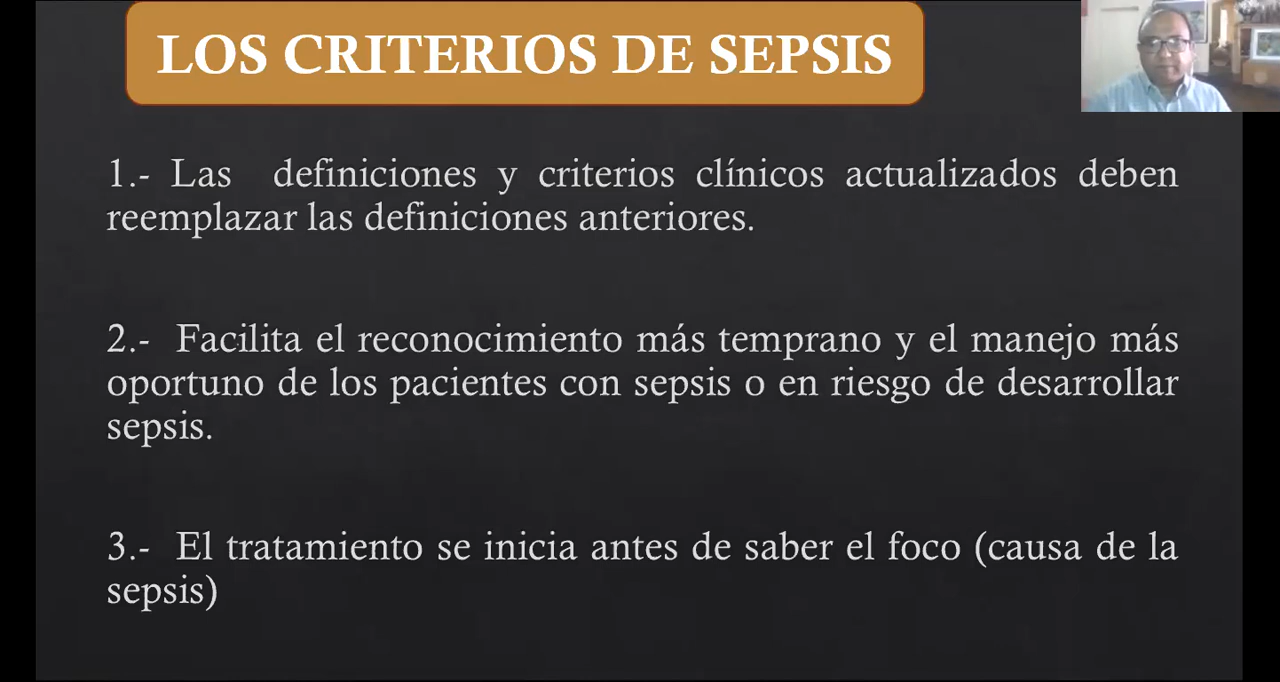 LOS CRITERIOS DE SEPSIS
1.- Las definiciones y criterios clínicos actualizados deben
reemplazar las definiciones anteriores.
2.- Facilita el reconocimiento más temprano y el manejo más
oportuno de los pacientes con sepsis o en riesgo de desarrollar
sepsis.
3.- El tratamiento se inicia antes de saber el foco (causa de la
sepsis)